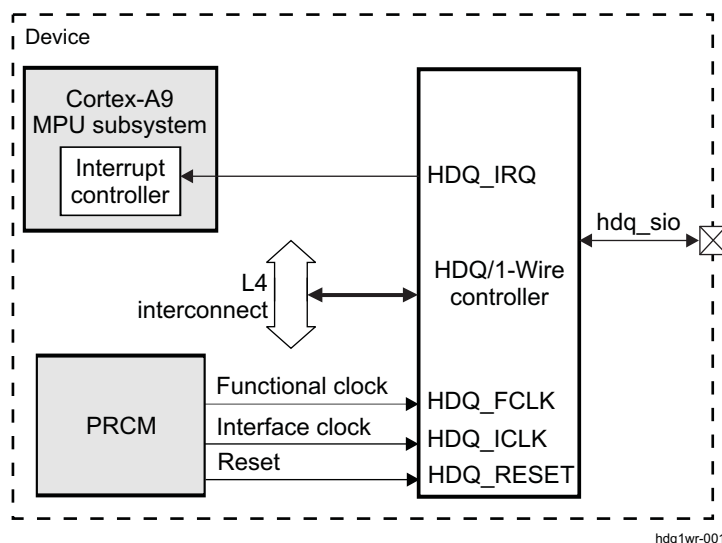 Device
Cortex-A9
MPU subsystem
Interrupt
controller
HDQ_IRQ
hdq_sio
HDQ/1-Wire
controller
L4
interconnect
PRCM
Functional clock
HDQ_FCLK
Interface clock
HDQ_ICLK
Reset
HDQ_RESET
hdq1wr-001